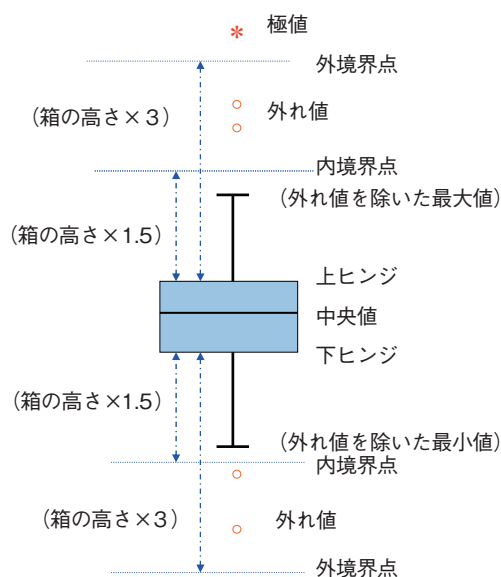 * 極値
外境界点
（箱の高さ×３）
外れ値
内境界点
（外れ値を除いた最大値）
（箱の高さ×1.5）
上ヒンジ
中央値
下ヒンジ
（箱の高さ×1.5）
（外れ値を除いた最小値）
内境界点
（箱の高さ×3）
外れ値
外境界点